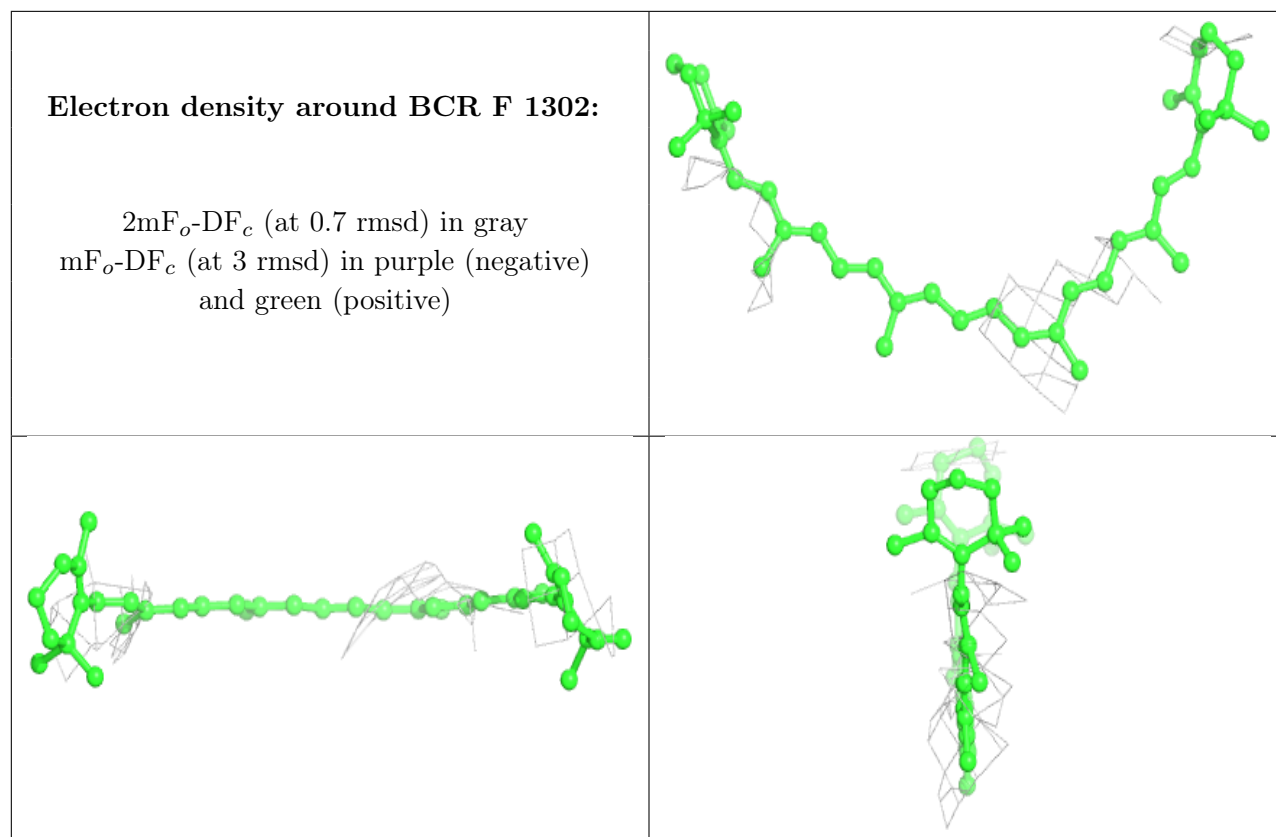 Electron density around BCR F 1302:
2mFₒ-DF𝒸 (at 0.7 rmsd) in gray
mFₒ-DF𝒸 (at 3 rmsd) in purple (negative)
and green (positive)